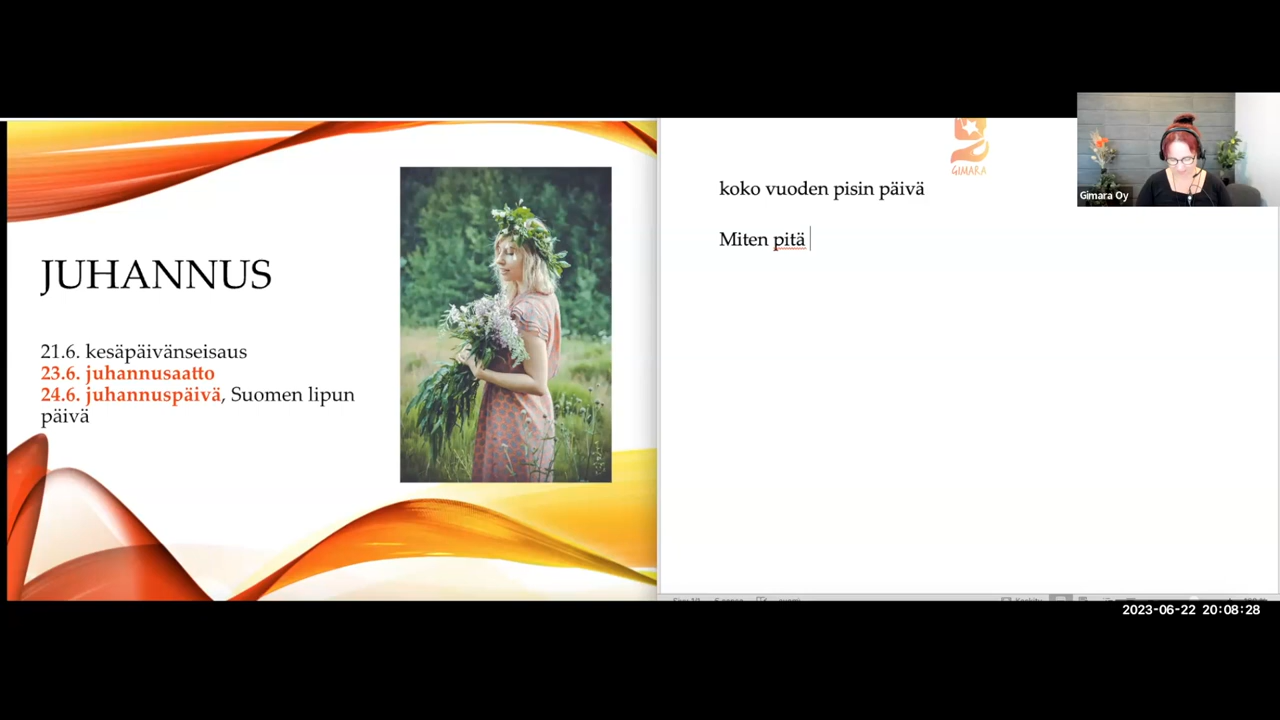 JUHANNUS
21.6. kesäpäivänseisaus
23.6. juhannusaatto
24.6. juhannuspäivä, Suomen lipun
päivä
GIMARA
koko vuoden pisin päivä
Miten pitä
Gimara Oy
2023-06-22 20:08:28